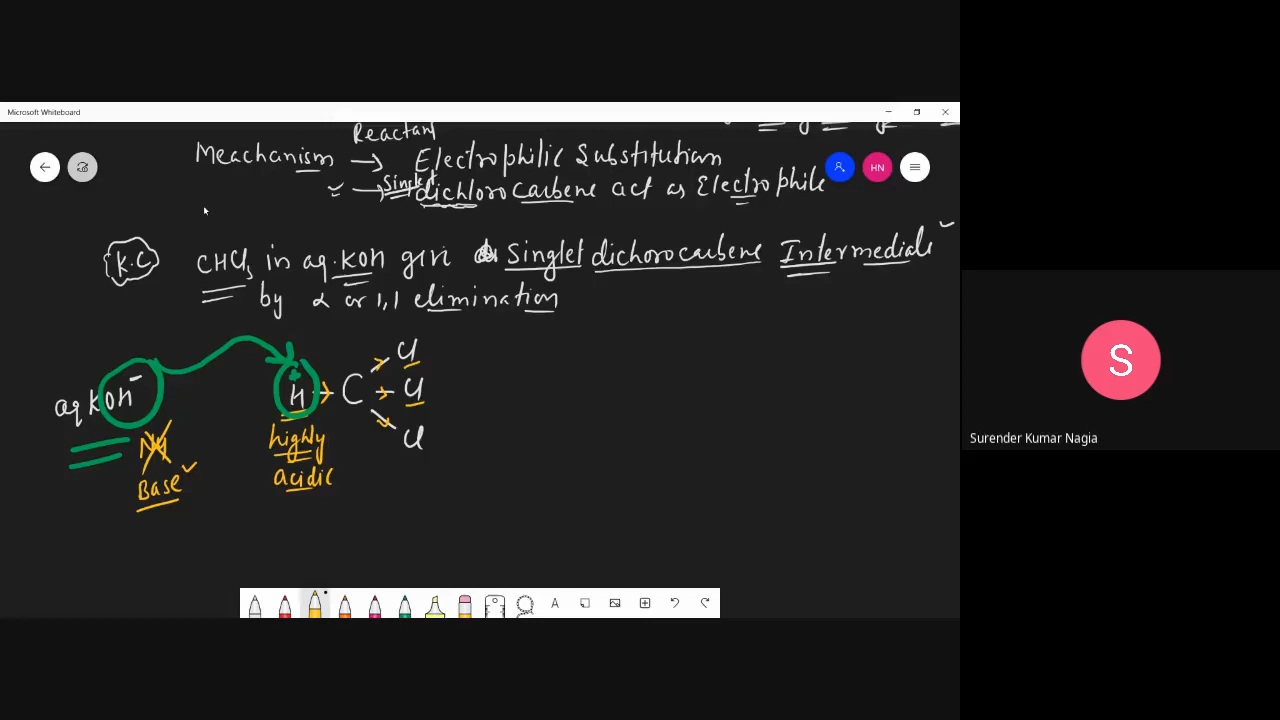 Microsoft Whiteboard
Reactant
Meachanism → Electrophilic Substitution
→ Singlet dichlorocarbene act as Electrophile
HN
K.C CHCl3 in aq. KOH give Singlet dichorocarbene Intermediate
by α or 1,1 elimination
aq KOH⁻ H C Cl
Cl
Cl
highly
acidic
Base
S
Surender Kumar Nagia
A